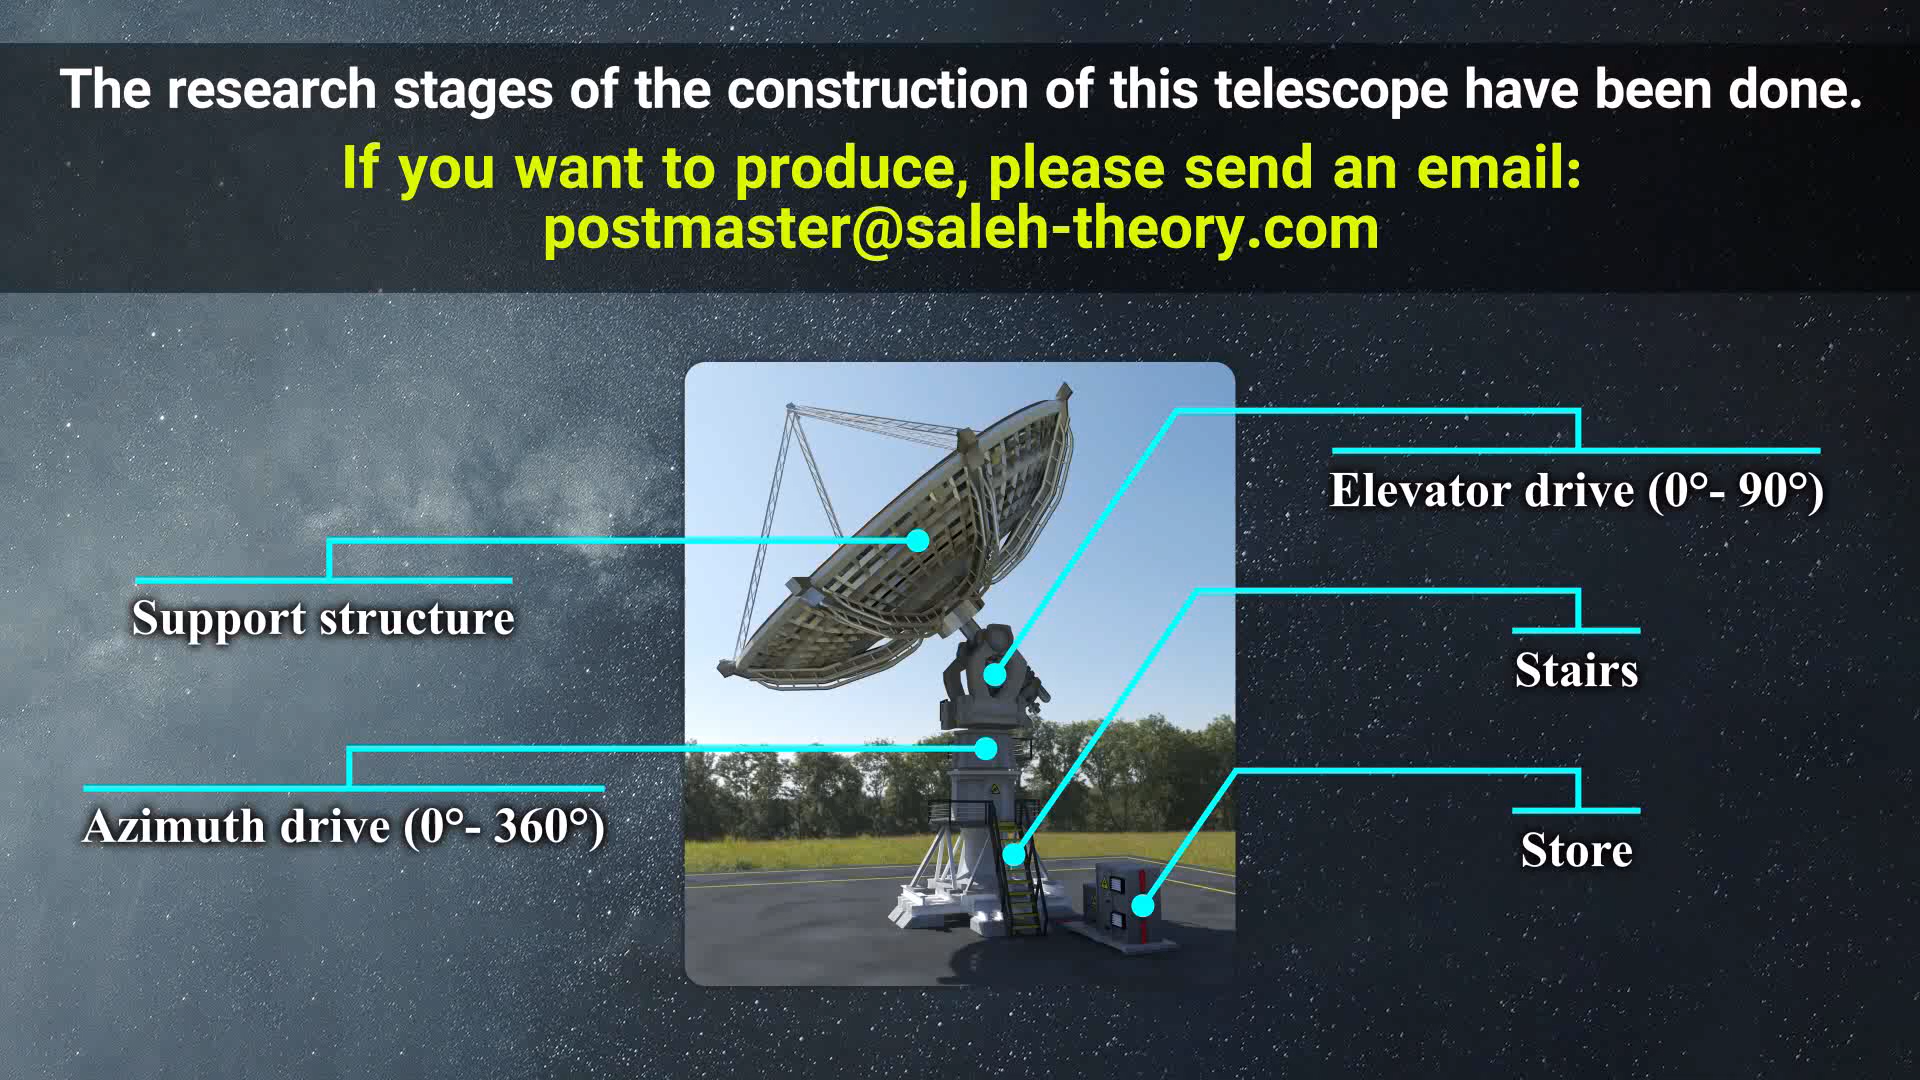 The research stages of the construction of this telescope have been done.
If you want to produce, please send an email:
postmaster@saleh-theory.com
Elevator drive (0°- 90°)
Support structure
Stairs
Azimuth drive (0°- 360°)
Store